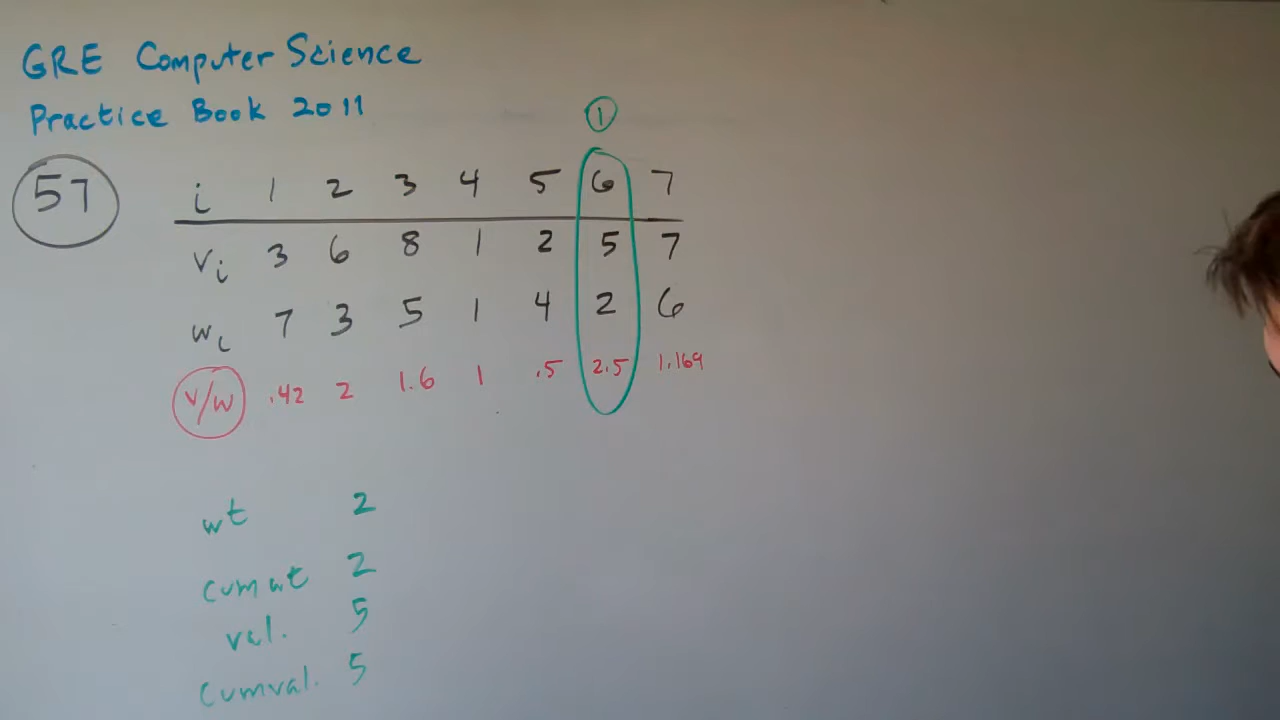 GRE Computer Science
Practice Book 2011
1
57
i 1 2 3 4 5 6 7
vi 3 6 8 1 2 5 7
wi 7 3 5 1 4 2 6
v/w .42 2 1.6 1 .5 2.5 1.169
wt 2
cumwt 2
val. 5
cumval. 5